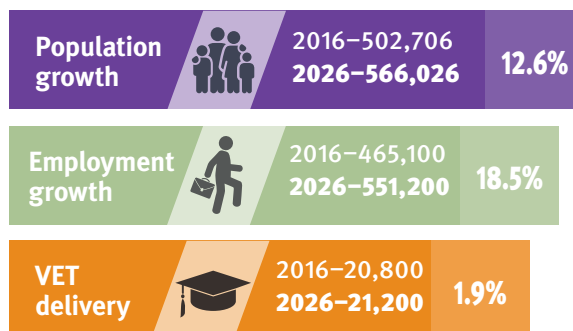 Population
growth
2016–502,706
2026–566,026
12.6%
Employment
growth
2016–465,100
2026–551,200
18.5%
VET
delivery
2016–20,800
2026–21,200
1.9%